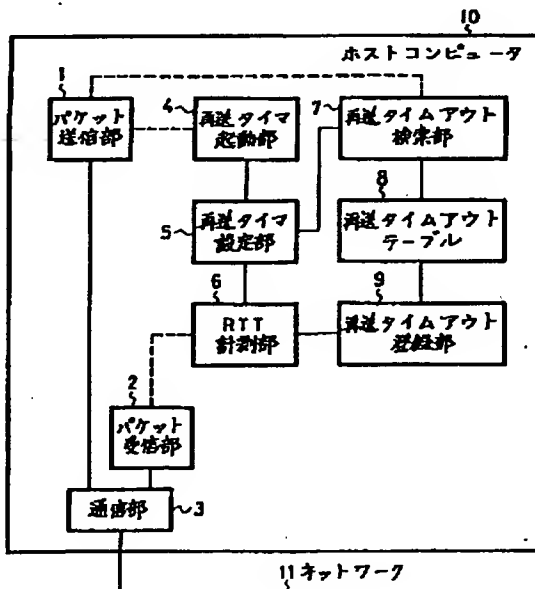 10
ホストコンピュータ
1
パケット
送信部
4
再送タイマ
起動部
7
再送タイムアウト
検索部
8
再送タイムアウト
テーブル
5
再送タイマ
設定部
6
RTT
計測部
9
再送タイムアウト
登録部
2
パケット
受信部
通信部
3
11 ネットワーク